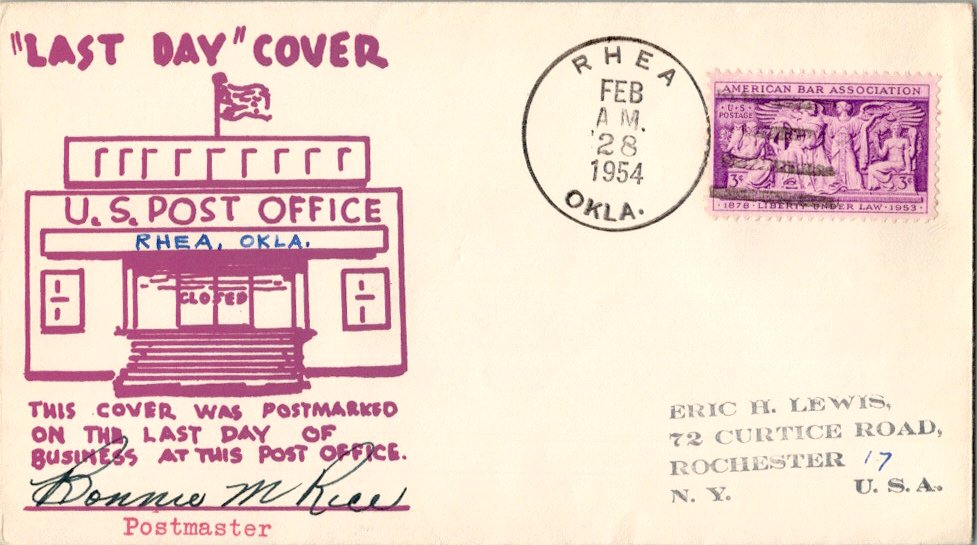 "LAST DAY" COVER
U.S. POST OFFICE
RHEA, OKLA.
CLOSED
THIS COVER WAS POSTMARKED
ON THE LAST DAY OF
BUSINESS AT THIS POST OFFICE.
Bonnie M Rice
Postmaster
RHEA
FEB
A M.
'28
1954
OKLA.
AMERICAN BAR ASSOCIATION
U·S
POSTAGE
3¢ 3¢
1878 · LIBERTY UNDER LAW · 1953
ERIC H. LEWIS,
72 CURTICE ROAD,
ROCHESTER 17
N. Y. U. S. A.